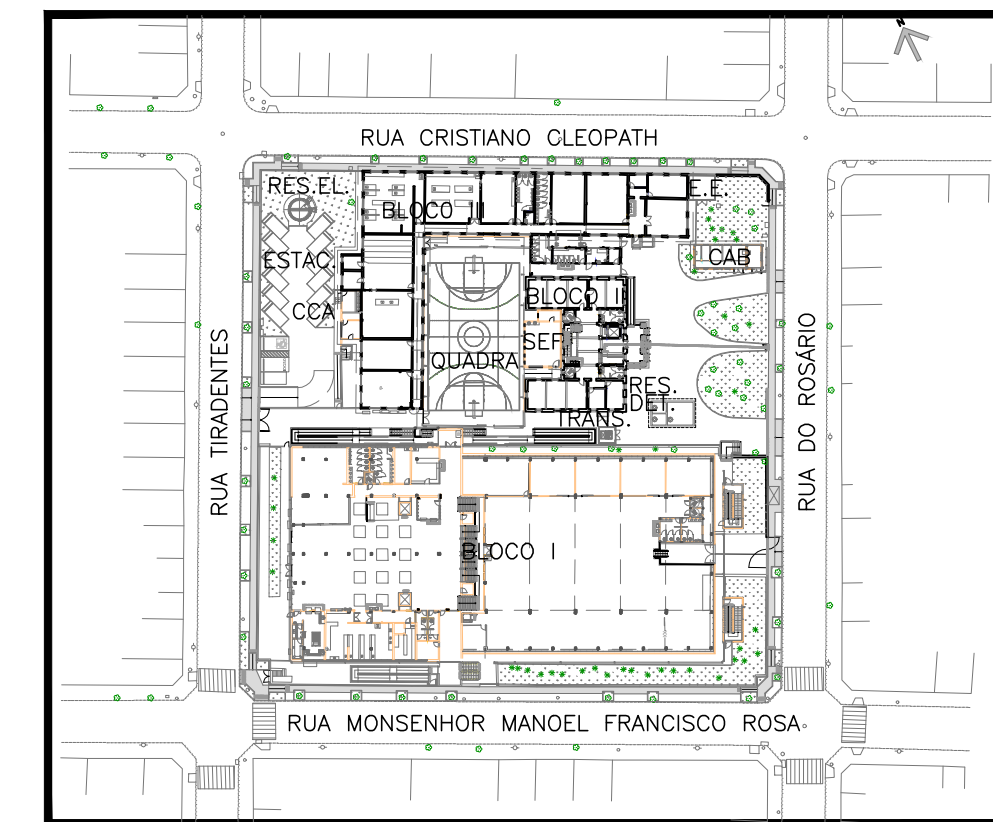 N
RUA CRISTIANO CLEOPATH
RES.EL.
BLOCO III
E.E.
ESTAC.
CAB
BLOCO II
CCA
SEF
QUADRA
RES.
DET.
TRANS.
RUA TIRADENTES
RUA DO ROSÁRIO
BLOCO I
RUA MONSENHOR MANOEL FRANCISCO ROSA